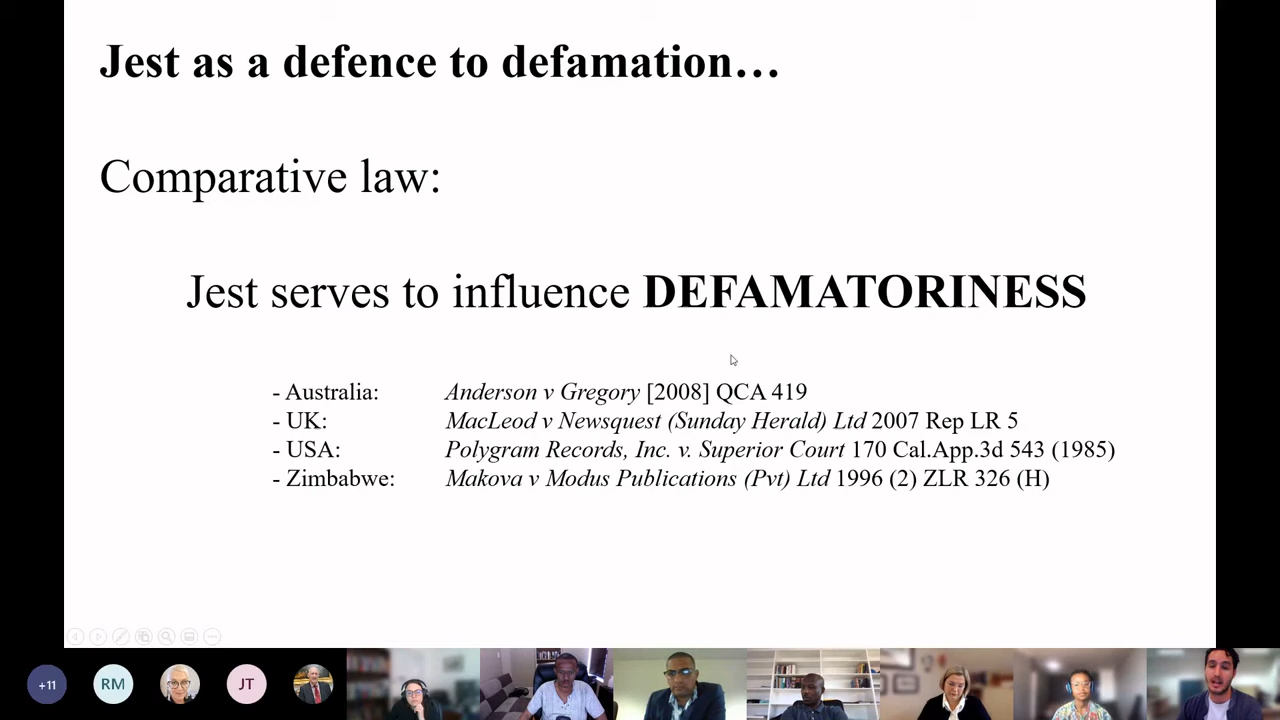 Jest as a defence to defamation…
Comparative law:
Jest serves to influence DEFAMATORINESS
- Australia: Anderson v Gregory [2008] QCA 419
- UK: MacLeod v Newsquest (Sunday Herald) Ltd 2007 Rep LR 5
- USA: Polygram Records, Inc. v. Superior Court 170 Cal.App.3d 543 (1985)
- Zimbabwe: Makova v Modus Publications (Pvt) Ltd 1996 (2) ZLR 326 (H)
+11 RM JT